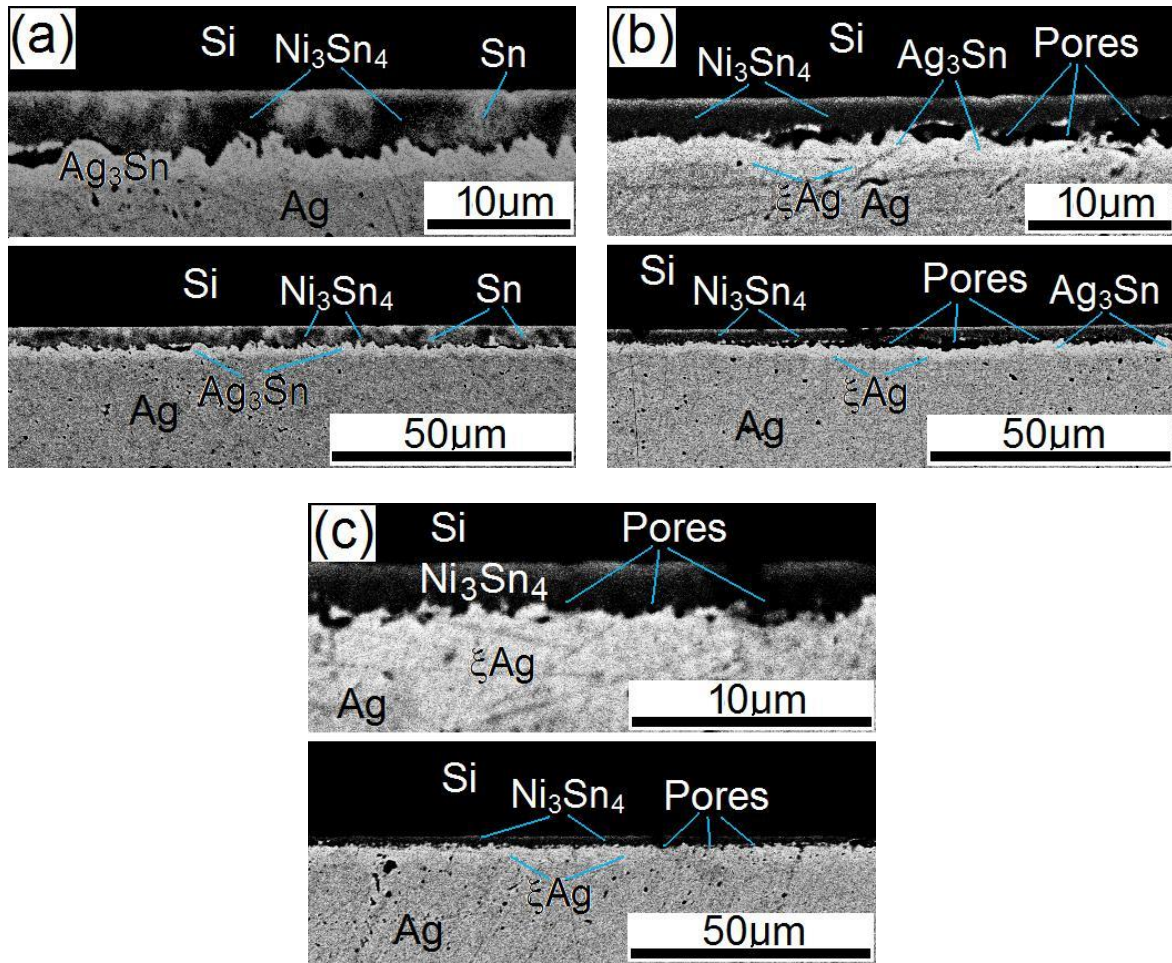 (a)
Si
Ni₃Sn₄
Sn
Ag₃Sn
Ag
10µm
Si
Ni₃Sn₄
Sn
Ag₃Sn
Ag
50µm
(b)
Si
Ni₃Sn₄
Ag₃Sn
Pores
ξAg
Ag
10µm
Si
Ni₃Sn₄
Pores
Ag₃Sn
ξAg
Ag
50µm
(c)
Si
Pores
Ni₃Sn₄
ξAg
Ag
10µm
Si
Ni₃Sn₄
Pores
ξAg
Ag
50µm